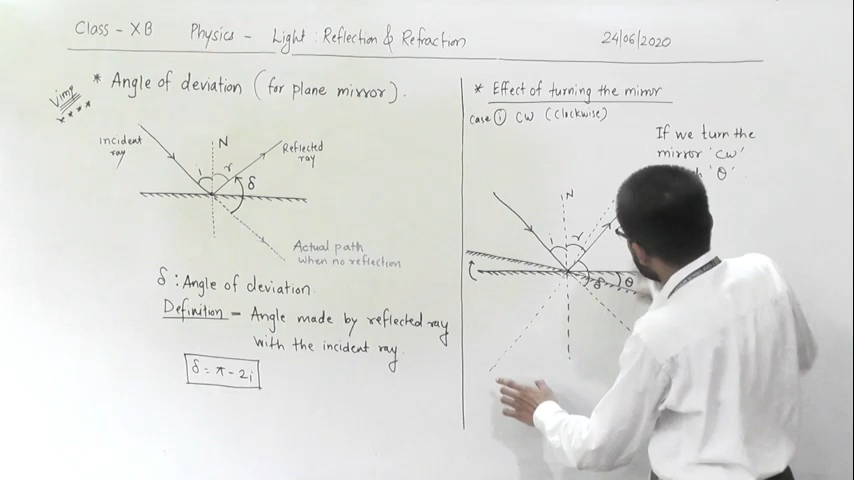 Class - XB Physics - Light : Reflection & Refraction 24/06/2020
Vimp
****
* Angle of deviation (for plane mirror).
Incident
ray
N
i r
Reflected
ray
δ
Actual path
when no reflection
δ : Angle of deviation
Definition - Angle made by reflected ray
with the incident ray.
δ = π - 2i
* Effect of turning the mirror
case ① CW (Clockwise)
If we turn the
mirror 'CW'
'θ'.
N
i r
δ θ